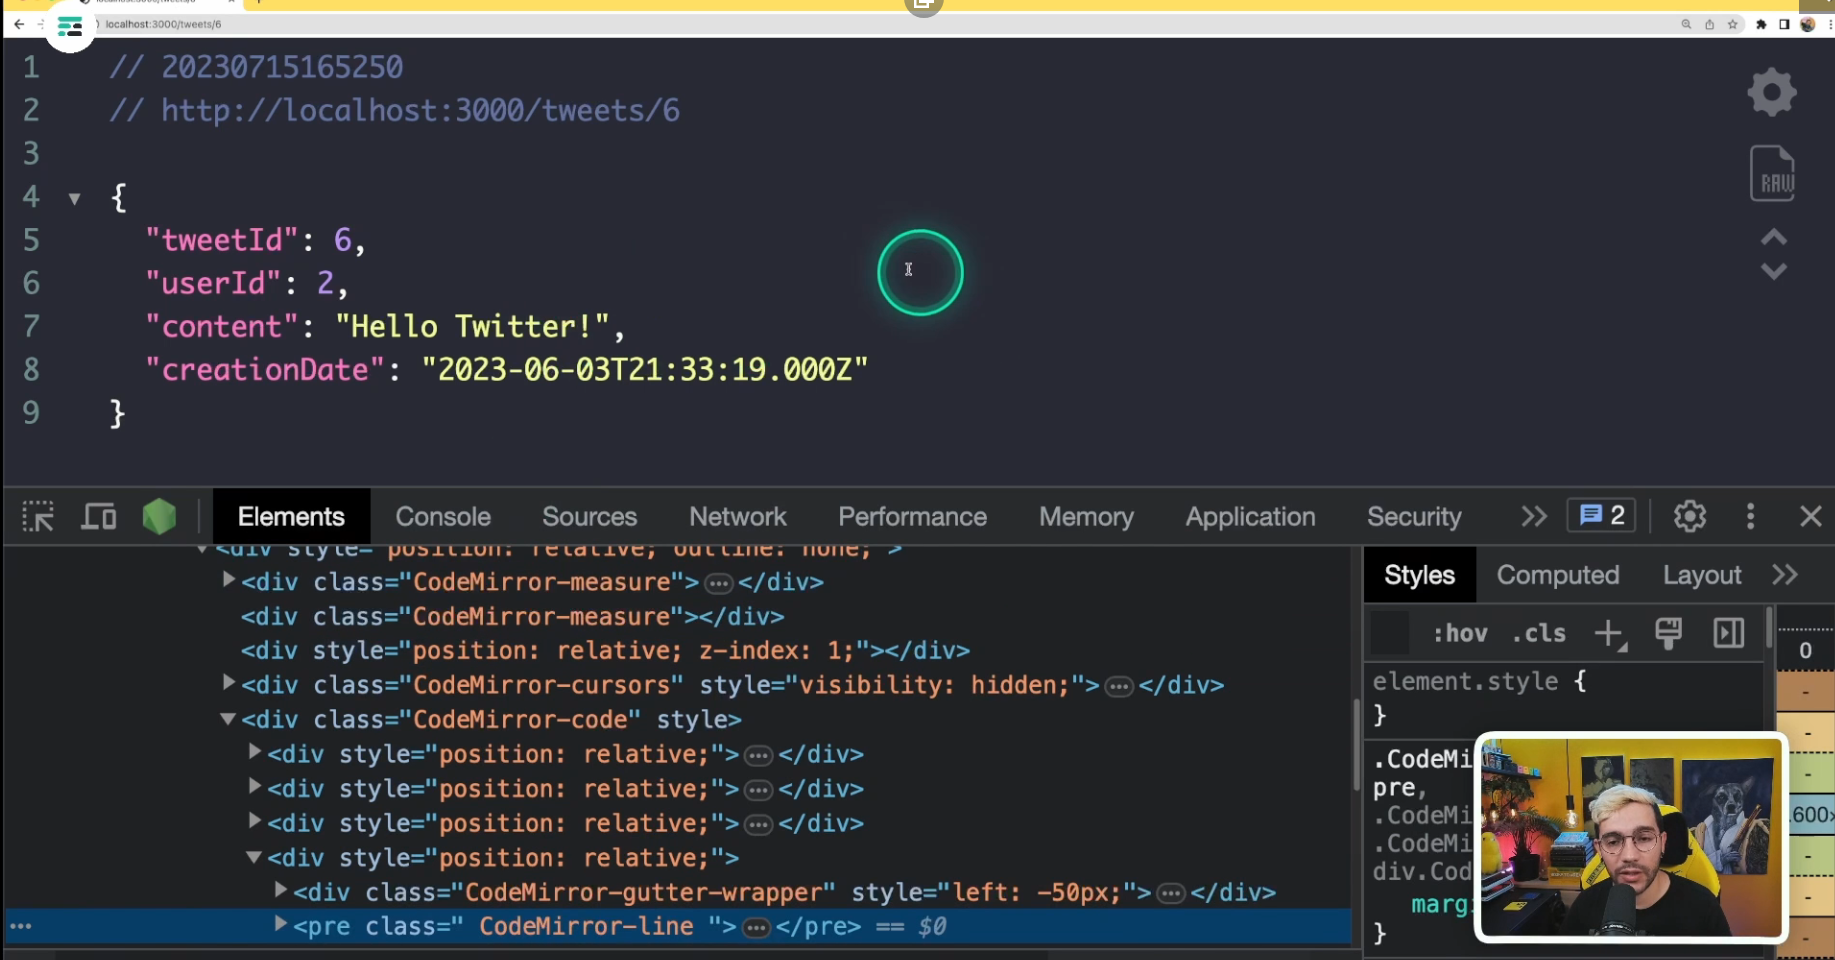 localhost:3000/tweets/6
1 // 20230715165250
2 // http://localhost:3000/tweets/6
3
4 {
5 "tweetId": 6,
6 "userId": 2,
7 "content": "Hello Twitter!",
8 "creationDate": "2023-06-03T21:33:19.000Z"
9 }
RAW
Elements Console Sources Network Performance Memory Application Security 2
<div style="position: relative; outline: none;">
<div class="CodeMirror-measure">…</div>
<div class="CodeMirror-measure"></div>
<div style="position: relative; z-index: 1;"></div>
<div class="CodeMirror-cursors" style="visibility: hidden;">…</div>
<div class="CodeMirror-code" style>
<div style="position: relative;">…</div>
<div style="position: relative;">…</div>
<div style="position: relative;">…</div>
<div style="position: relative;">
<div class="CodeMirror-gutter-wrapper" style="left: -50px;">…</div>
<pre class=" CodeMirror-line ">…</pre> == $0
Styles Computed Layout
:hov .cls
element.style {
}
.CodeMi
pre,
.CodeMi
.CodeMi
div.Cod
marg
}
0
-
-
-
-
-
-